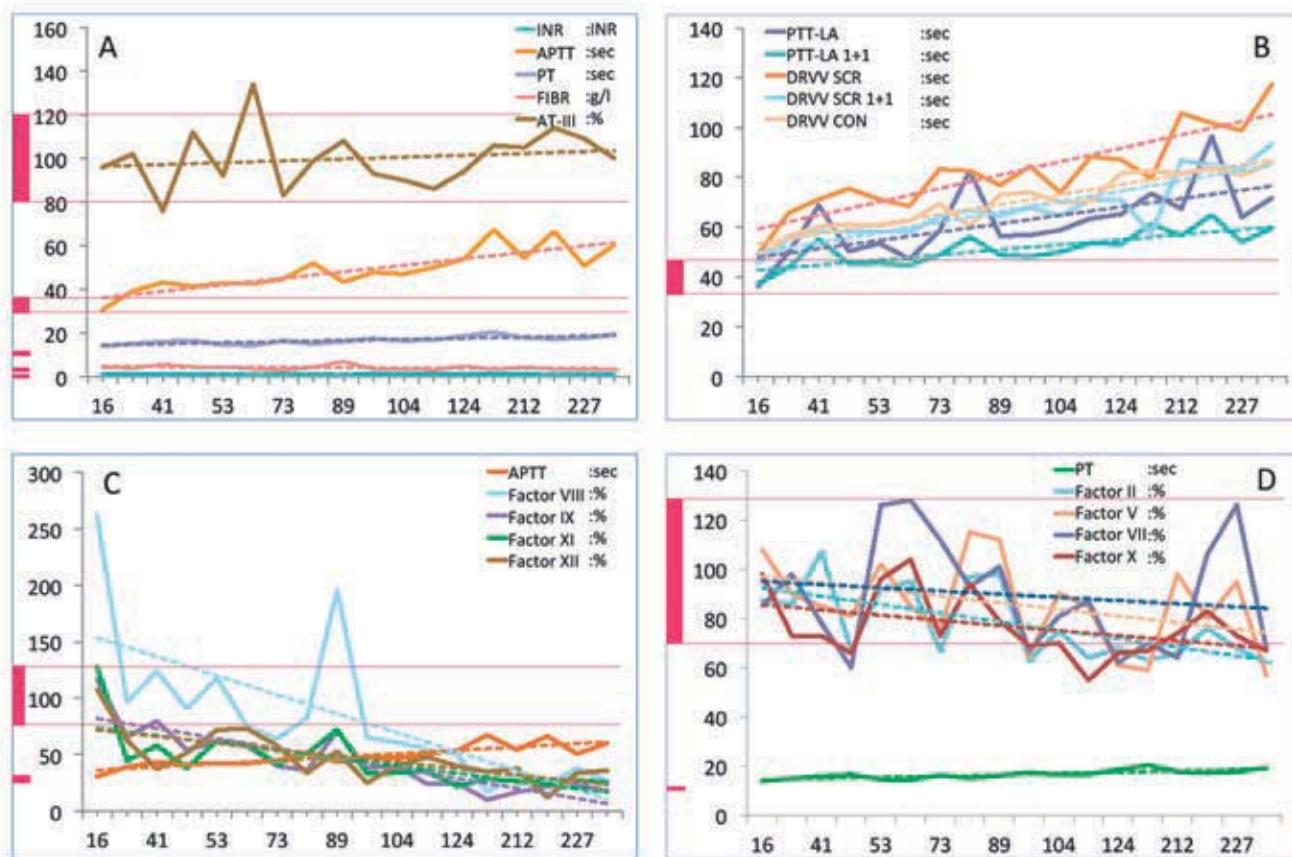 A
INR :INR
APTT :sec
PT :sec
FIBR :g/l
AT-III :%
160
140
120
100
80
60
40
20
0
16 41 53 73 89 104 124 212 227
B
PTT-LA :sec
PTT-LA 1+1 :sec
DRVV SCR :sec
DRVV SCR 1+1 :sec
DRVV CON :sec
140
120
100
80
60
40
20
0
16 41 53 73 89 104 124 212 227
C
APTT :sec
Factor VIII :%
Factor IX :%
Factor XI :%
Factor XII :%
300
250
200
150
100
50
0
16 41 53 73 89 104 124 212 227
D
PT :sec
Factor II :%
Factor V :%
Factor VII :%
Factor X :%
140
120
100
80
60
40
20
0
16 41 53 73 89 104 124 212 227